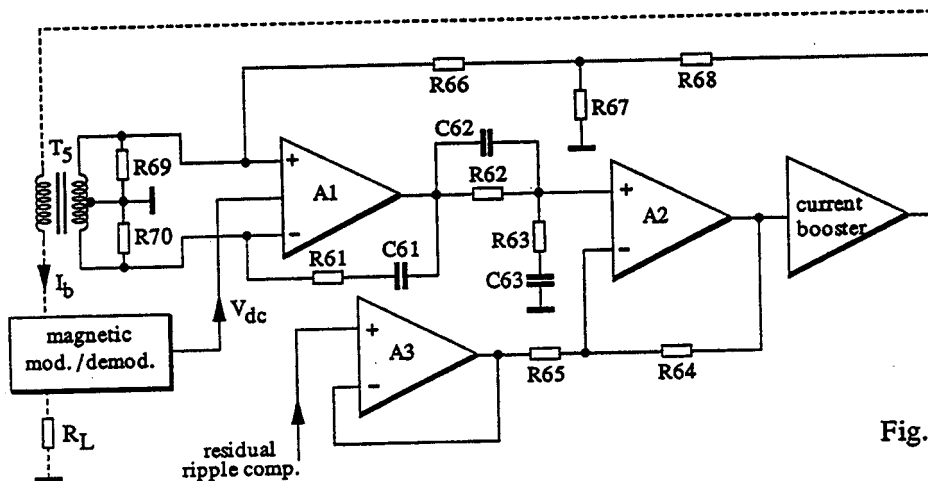 R66
R68
R67
C62
T5
R69
+
A1
R62
+
A2
current
booster
R70
−
R63
−
R61
C61
C63
Ib
Vdc
magnetic
mod./demod.
+
A3
R65
R64
−
RL
residual
ripple comp.
Fig.